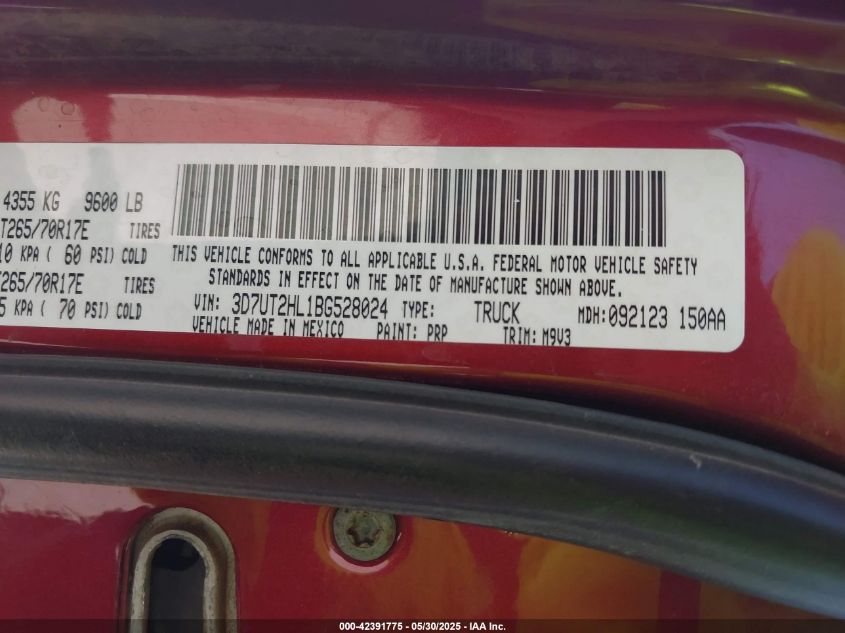 4355 KG 9600 LB
T265/70R17E TIRES
10 KPA ( 60 PSI) COLD
265/70R17E TIRES
5 KPA ( 70 PSI) COLD
THIS VEHICLE CONFORMS TO ALL APPLICABLE U.S.A. FEDERAL MOTOR VEHICLE SAFETY
STANDARDS IN EFFECT ON THE DATE OF MANUFACTURE SHOWN ABOVE.
VIN: 3D7UT2HL1BG528024 TYPE: TRUCK MDH:092123 150AA
VEHICLE MADE IN MEXICO PAINT: PRP TRIM: M9V3
000-42391775 - 05/30/2025 - IAA Inc.